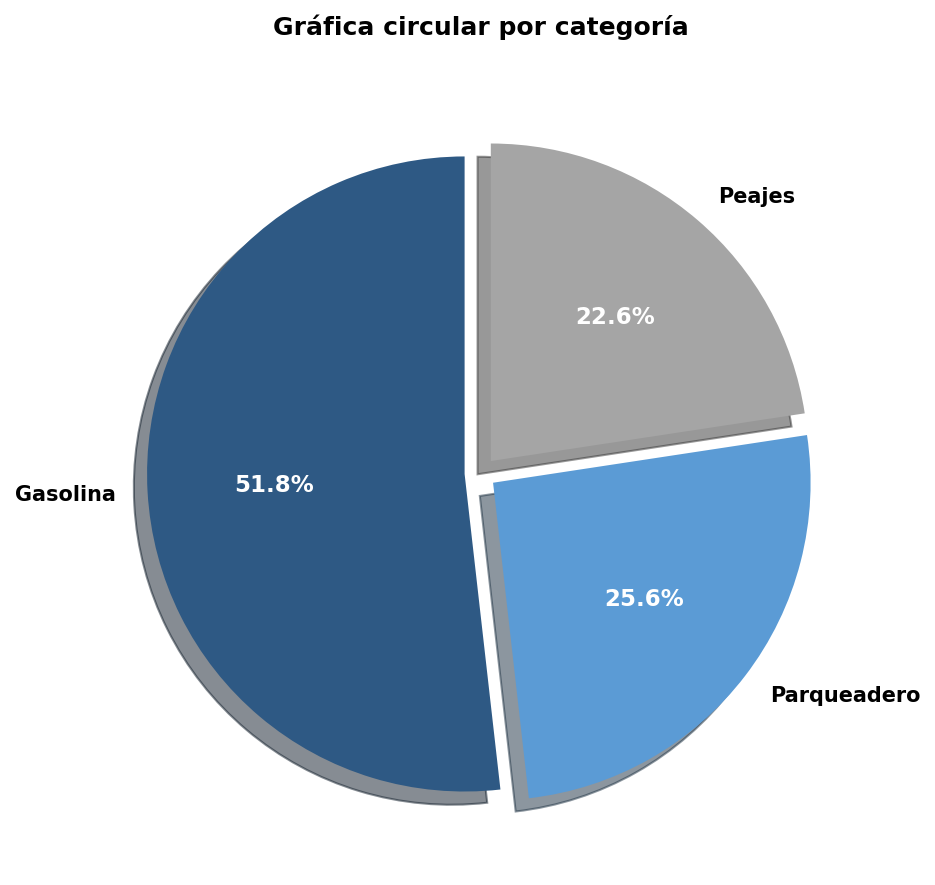 Gráfica circular por categoría
Peajes
22.6%
51.8%
Gasolina
25.6%
Parqueadero